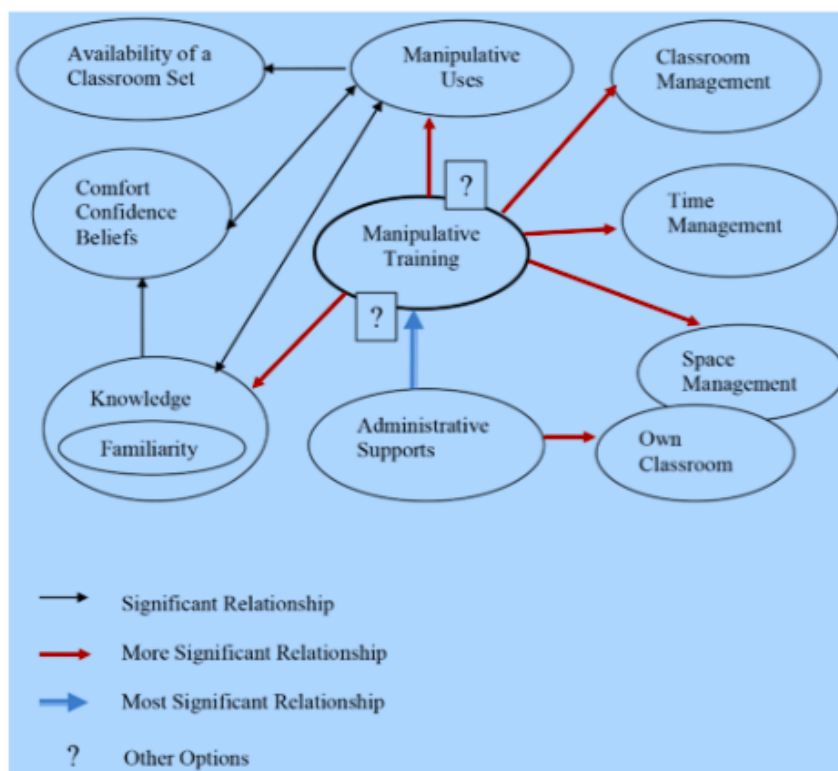 Availability of a
Classroom Set
Manipulative
Uses
Classroom
Management
Comfort
Confidence
Beliefs
?
Manipulative
Training
Time
Management
?
Space
Management
Knowledge
Familiarity
Administrative
Supports
Own
Classroom
Significant Relationship
More Significant Relationship
Most Significant Relationship
? Other Options